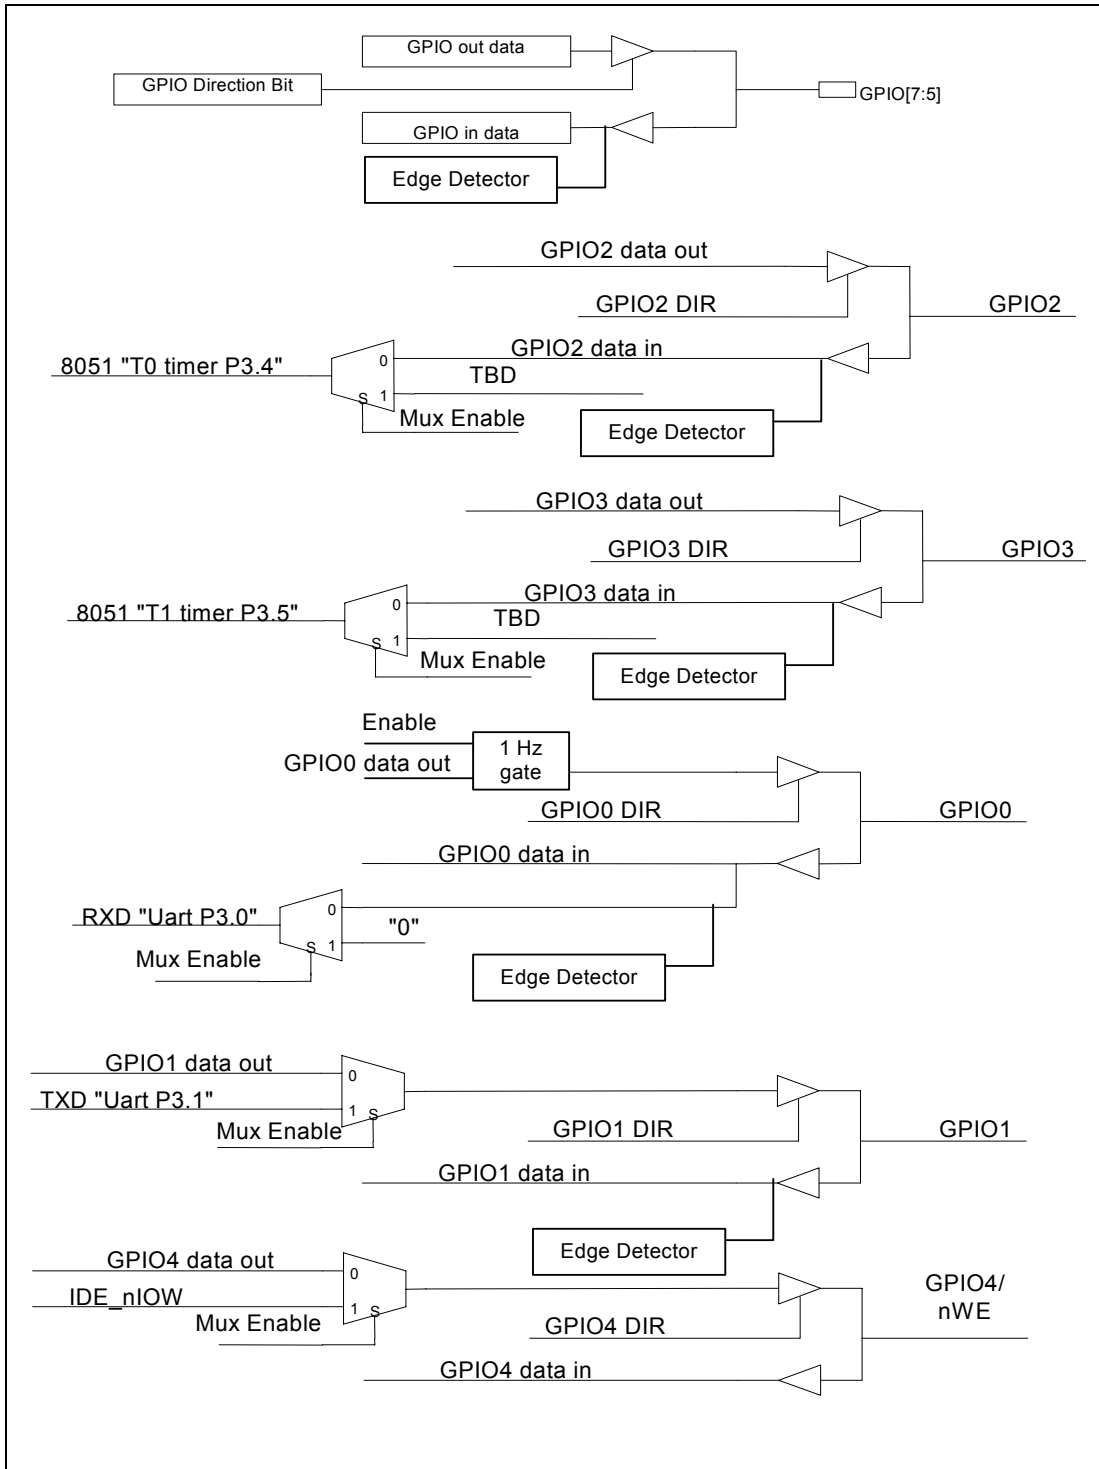 GPIO out data
GPIO Direction Bit
GPIO[7:5]
GPIO in data
Edge Detector
GPIO2 data out
GPIO2 DIR
GPIO2
GPIO2 data in
8051 "T0 timer P3.4"
0
TBD
S 1
Mux Enable
Edge Detector
GPIO3 data out
GPIO3 DIR
GPIO3
GPIO3 data in
8051 "T1 timer P3.5"
0
TBD
S 1
Mux Enable
Edge Detector
Enable
1 Hz
gate
GPIO0 data out
GPIO0 DIR
GPIO0
GPIO0 data in
RXD "Uart P3.0"
0
"0"
S 1
Mux Enable
Edge Detector
GPIO1 data out
0
TXD "Uart P3.1"
1 S
Mux Enable
GPIO1 DIR
GPIO1
GPIO1 data in
Edge Detector
GPIO4 data out
0
IDE_nIOW
1 S
Mux Enable
GPIO4 DIR
GPIO4/
nWE
GPIO4 data in